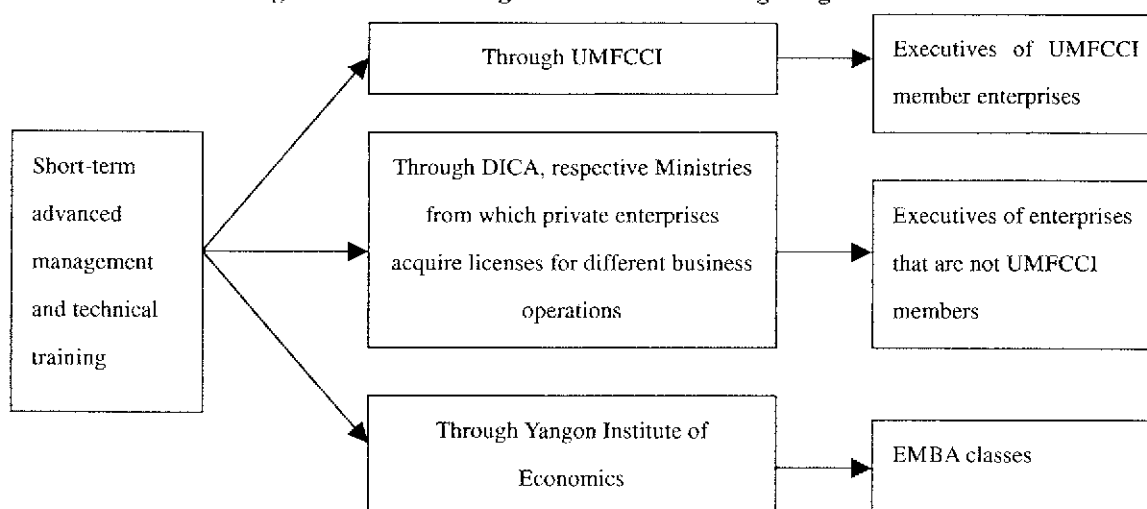 Through UMFCCI
Executives of UMFCCI
member enterprises
Short-term
advanced
management
and technical
training
Through DICA, respective Ministries
from which private enterprises
acquire licenses for different business
operations
Executives of enterprises
that are not UMFCCI
members
Through Yangon Institute of
Economics
EMBA classes